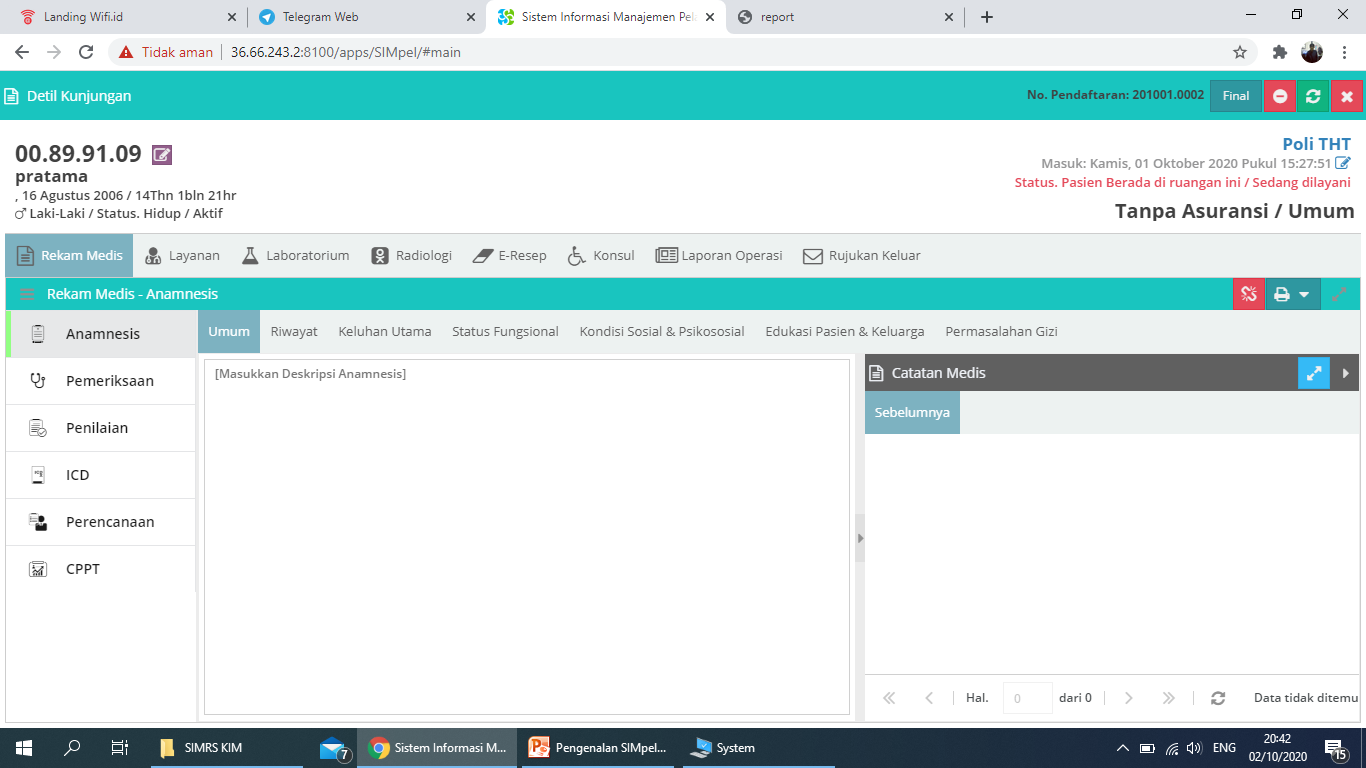 Landing Wifi.id
Telegram Web
Sistem Informasi Manajemen Pela
report
Tidak aman
36.66.243.2:8100/apps/SIMpel/#main
Detil Kunjungan
No. Pendaftaran: 201001.0002
Final
00.89.91.09
Poli THT
pratama
Masuk: Kamis, 01 Oktober 2020 Pukul 15:27:51
, 16 Agustus 2006 / 14Thn 1bln 21hr
Status. Pasien Berada di ruangan ini / Sedang dilayani
Laki-Laki / Status. Hidup / Aktif
Tanpa Asuransi / Umum
Rekam Medis
Layanan
Laboratorium
Radiologi
E-Resep
Konsul
Laporan Operasi
Rujukan Keluar
Rekam Medis - Anamnesis
Anamnesis
Pemeriksaan
Penilaian
ICD
Perencanaan
CPPT
Umum
Riwayat
Keluhan Utama
Status Fungsional
Kondisi Sosial & Psikososial
Edukasi Pasien & Keluarga
Permasalahan Gizi
[Masukkan Deskripsi Anamnesis]
Catatan Medis
Sebelumnya
Hal.
0
dari 0
Data tidak ditemu
SIMRS KIM
7
Sistem Informasi M...
Pengenalan SIMpel...
System
ENG
20:42
02/10/2020
15